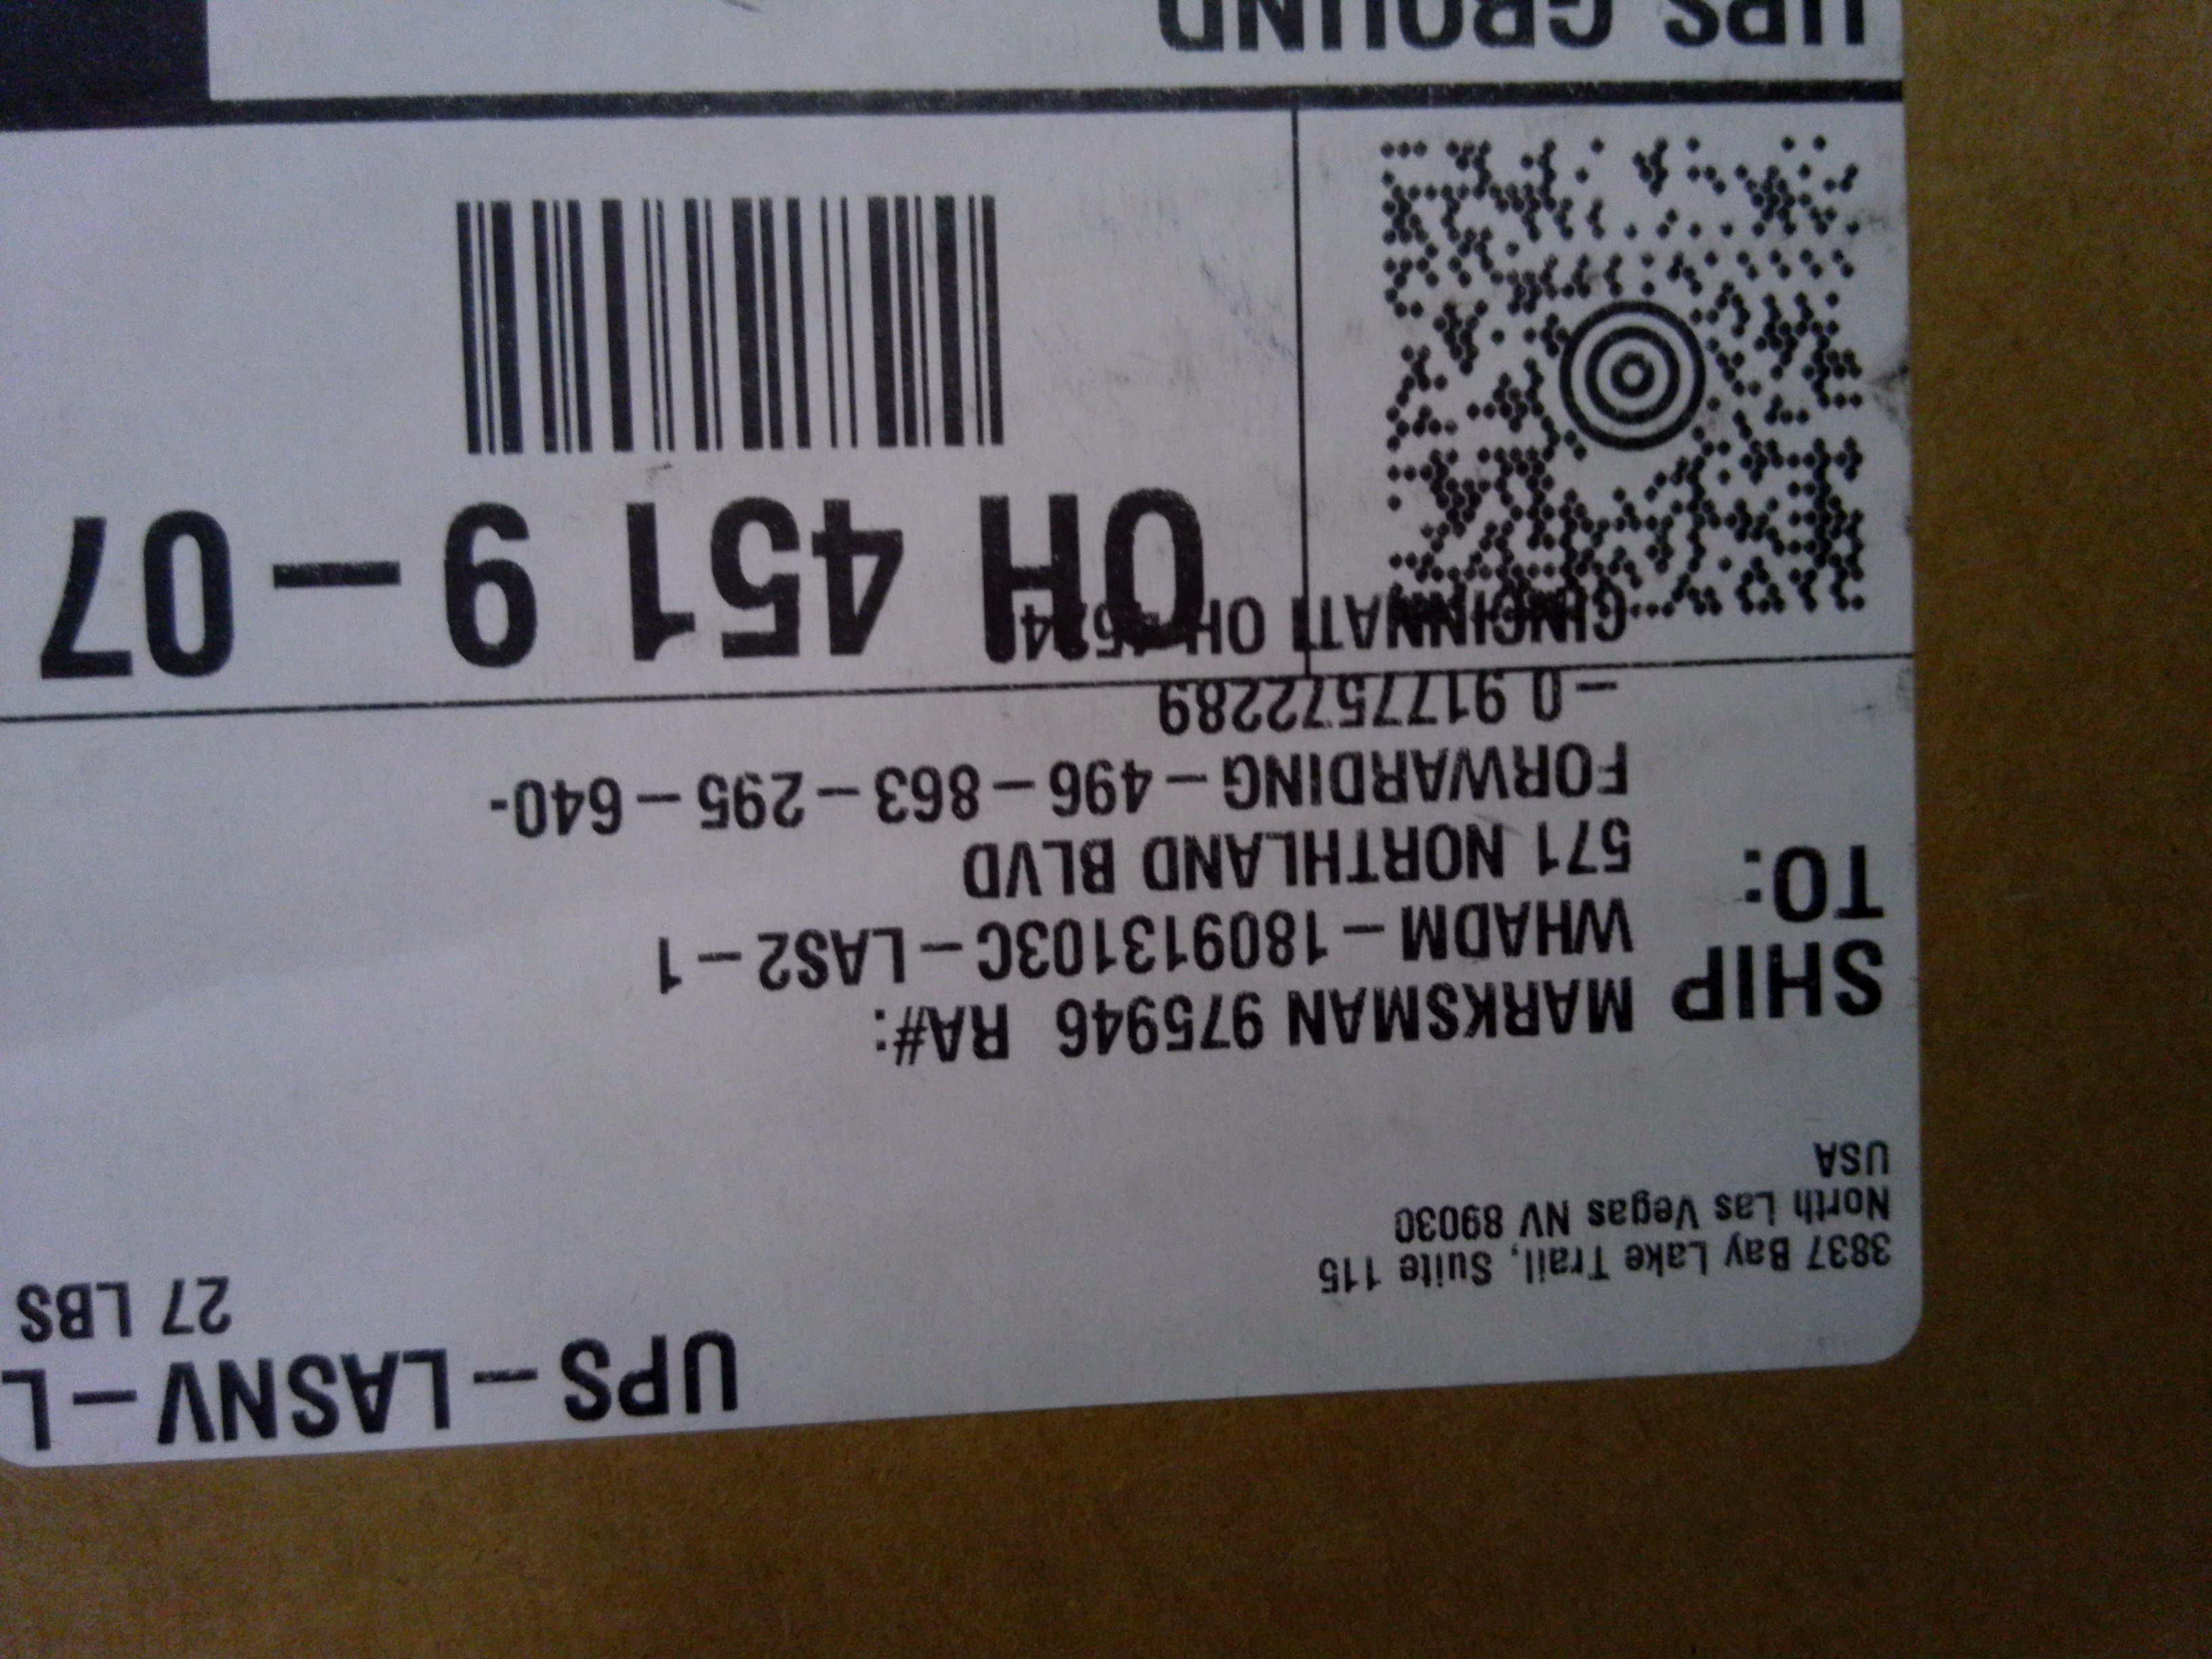 UPS - LASNV - L
27 LBS
3837 Bay Lake Trail, Suite 115
North Las Vegas NV 89030
USA
SHIP
TO:
MARKSMAN 975946 RA#:
WHADM - 180913103C - LAS2 - 1
571 NORTHLAND BLVD
FORWARDING - 496 - 863 - 295 - 640-
- 0 9177572289
CINCINNATI OH
OH 451 9 - 07
UPS GROUND